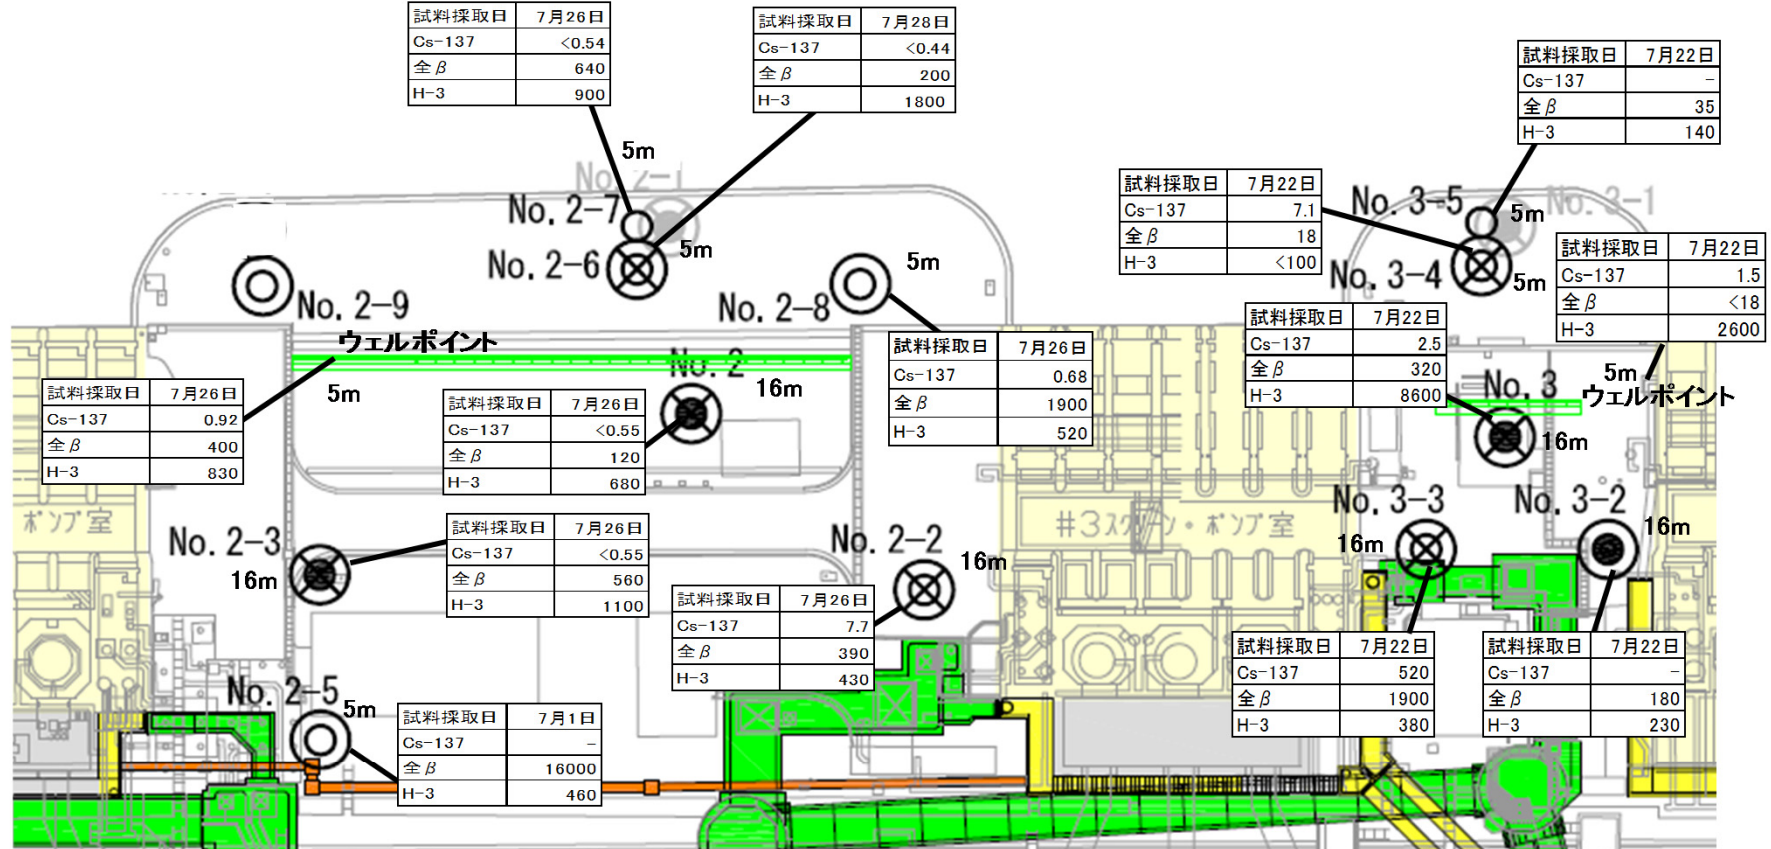 試料採取日 7月26日
Cs-137 <0.54
全β 640
H-3 900
試料採取日 7月28日
Cs-137 <0.44
全β 200
H-3 1800
試料採取日 7月22日
Cs-137 -
全β 35
H-3 140
5m
No. 2-1
No. 2-7
No. 2-6
5m
5m
No. 2-9
No. 2-8
試料採取日 7月22日
Cs-137 7.1
全β 18
H-3 <100
No. 3-5
5m
No. 3-1
No. 3-4
5m
試料採取日 7月22日
Cs-137 1.5
全β <18
H-3 2600
ウェルポイント
5m
No. 2
16m
試料採取日 7月26日
Cs-137 0.92
全β 400
H-3 830
試料採取日 7月26日
Cs-137 <0.55
全β 120
H-3 680
試料採取日 7月26日
Cs-137 0.68
全β 1900
H-3 520
試料採取日 7月22日
Cs-137 2.5
全β 320
H-3 8600
No. 3
5m
ウェルポイント
16m
ポンプ室
No. 2-3
16m
試料採取日 7月26日
Cs-137 <0.55
全β 560
H-3 1100
No. 2-2
16m
#3スクリーン・ポンプ室
No. 3-3
16m
No. 3-2
16m
試料採取日 7月26日
Cs-137 7.7
全β 390
H-3 430
試料採取日 7月22日
Cs-137 520
全β 1900
H-3 380
試料採取日 7月22日
Cs-137 -
全β 180
H-3 230
No. 2-5
5m
試料採取日 7月1日
Cs-137 -
全β 16000
H-3 460